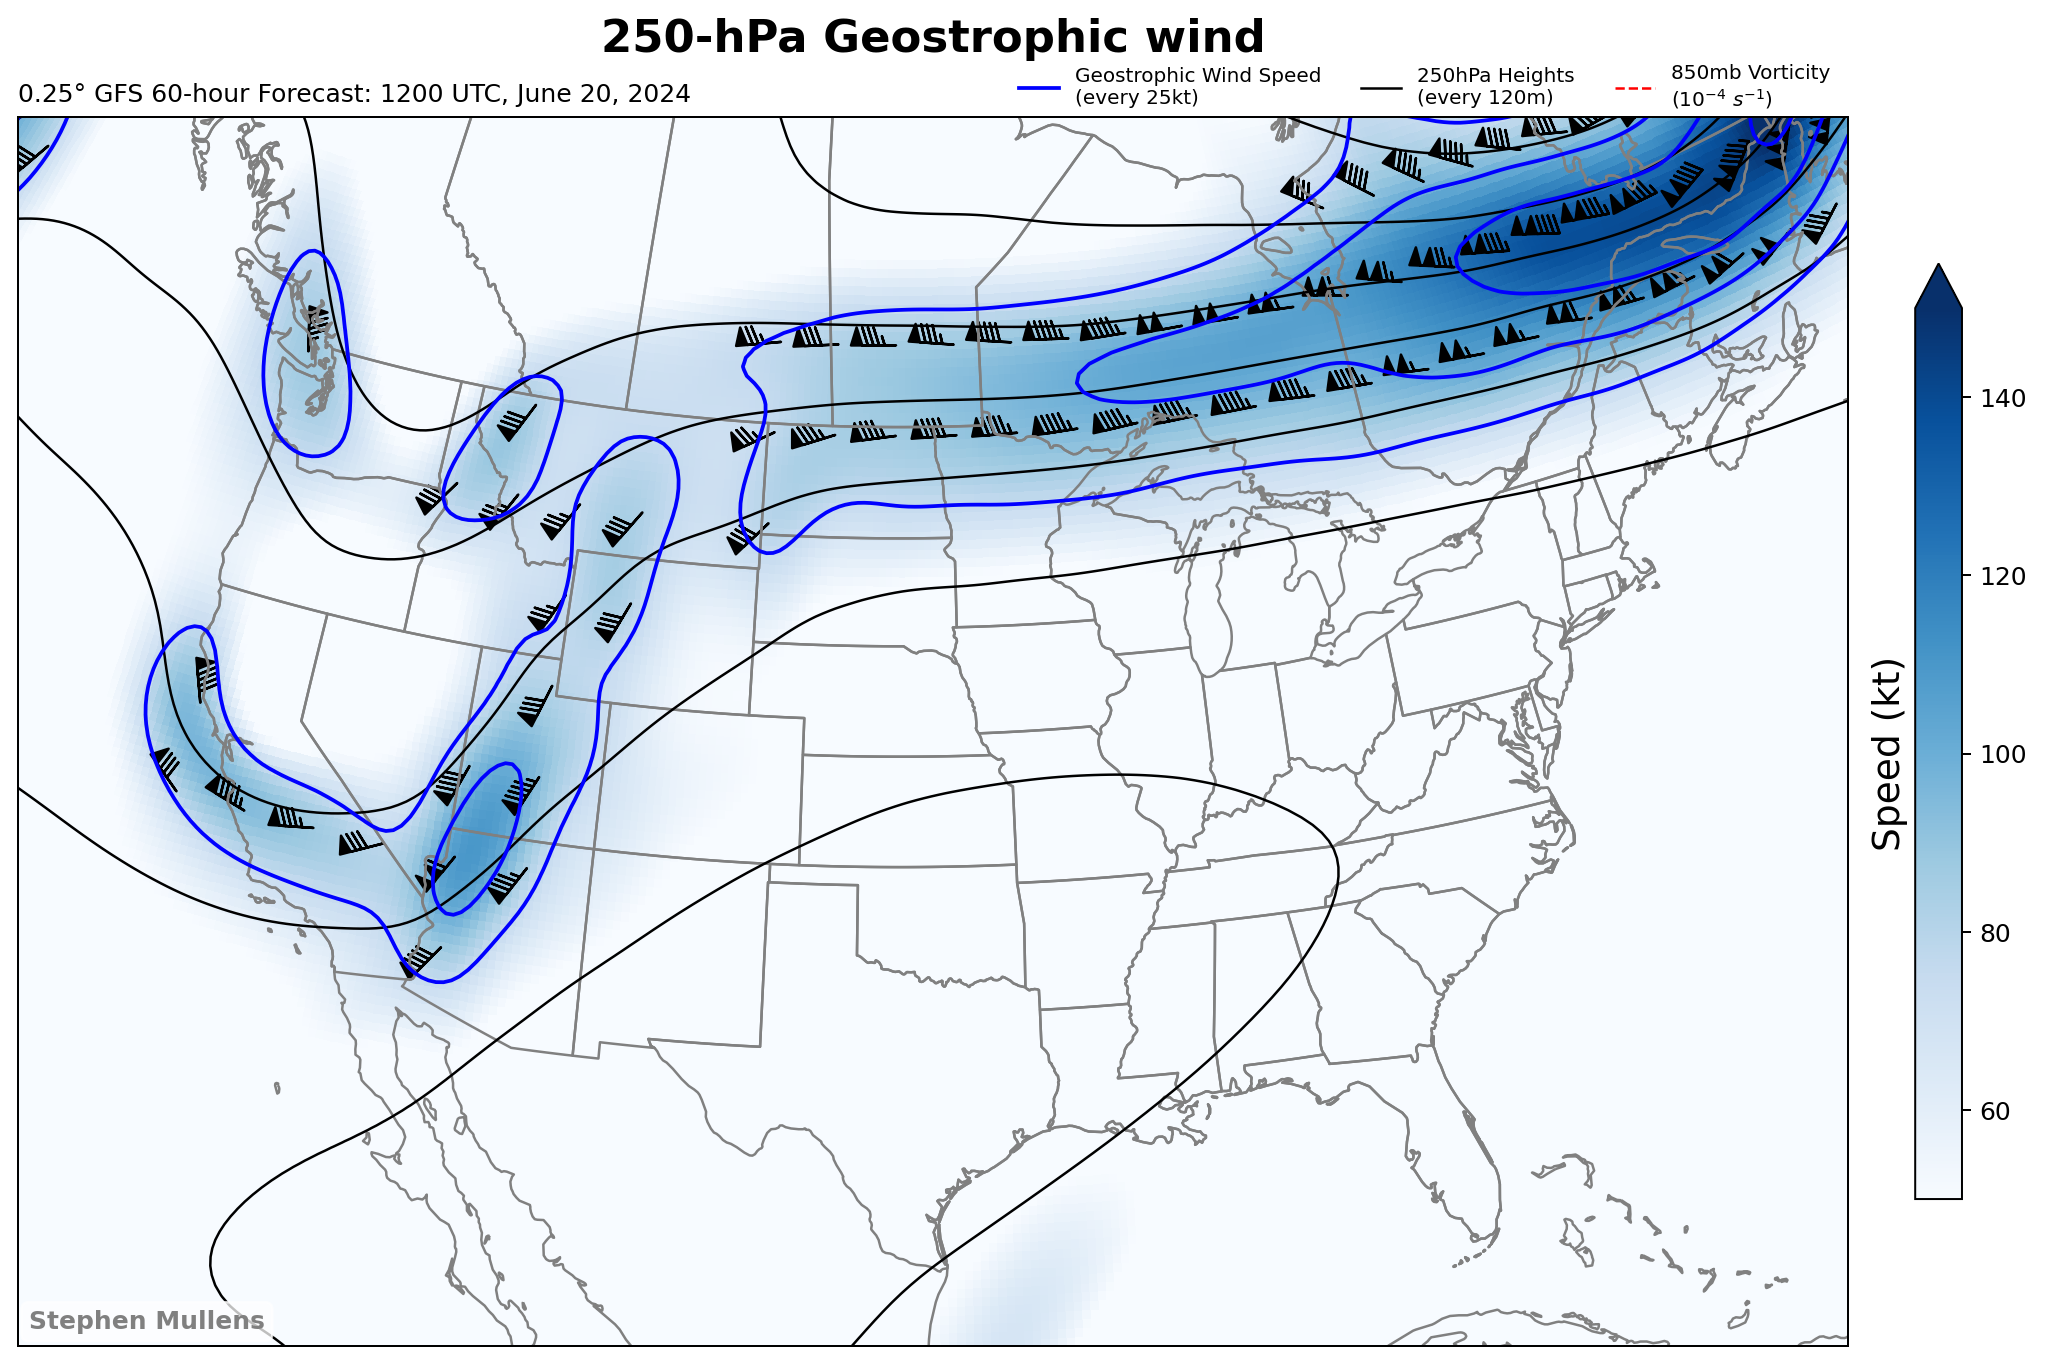 250-hPa Geostrophic wind
0.25° GFS 60-hour Forecast: 1200 UTC, June 20, 2024
Geostrophic Wind Speed
(every 25kt)
250hPa Heights
(every 120m)
850mb Vorticity
(10⁻⁴ s⁻¹)
140
120
100
80
60
Speed (kt)
Stephen Mullens